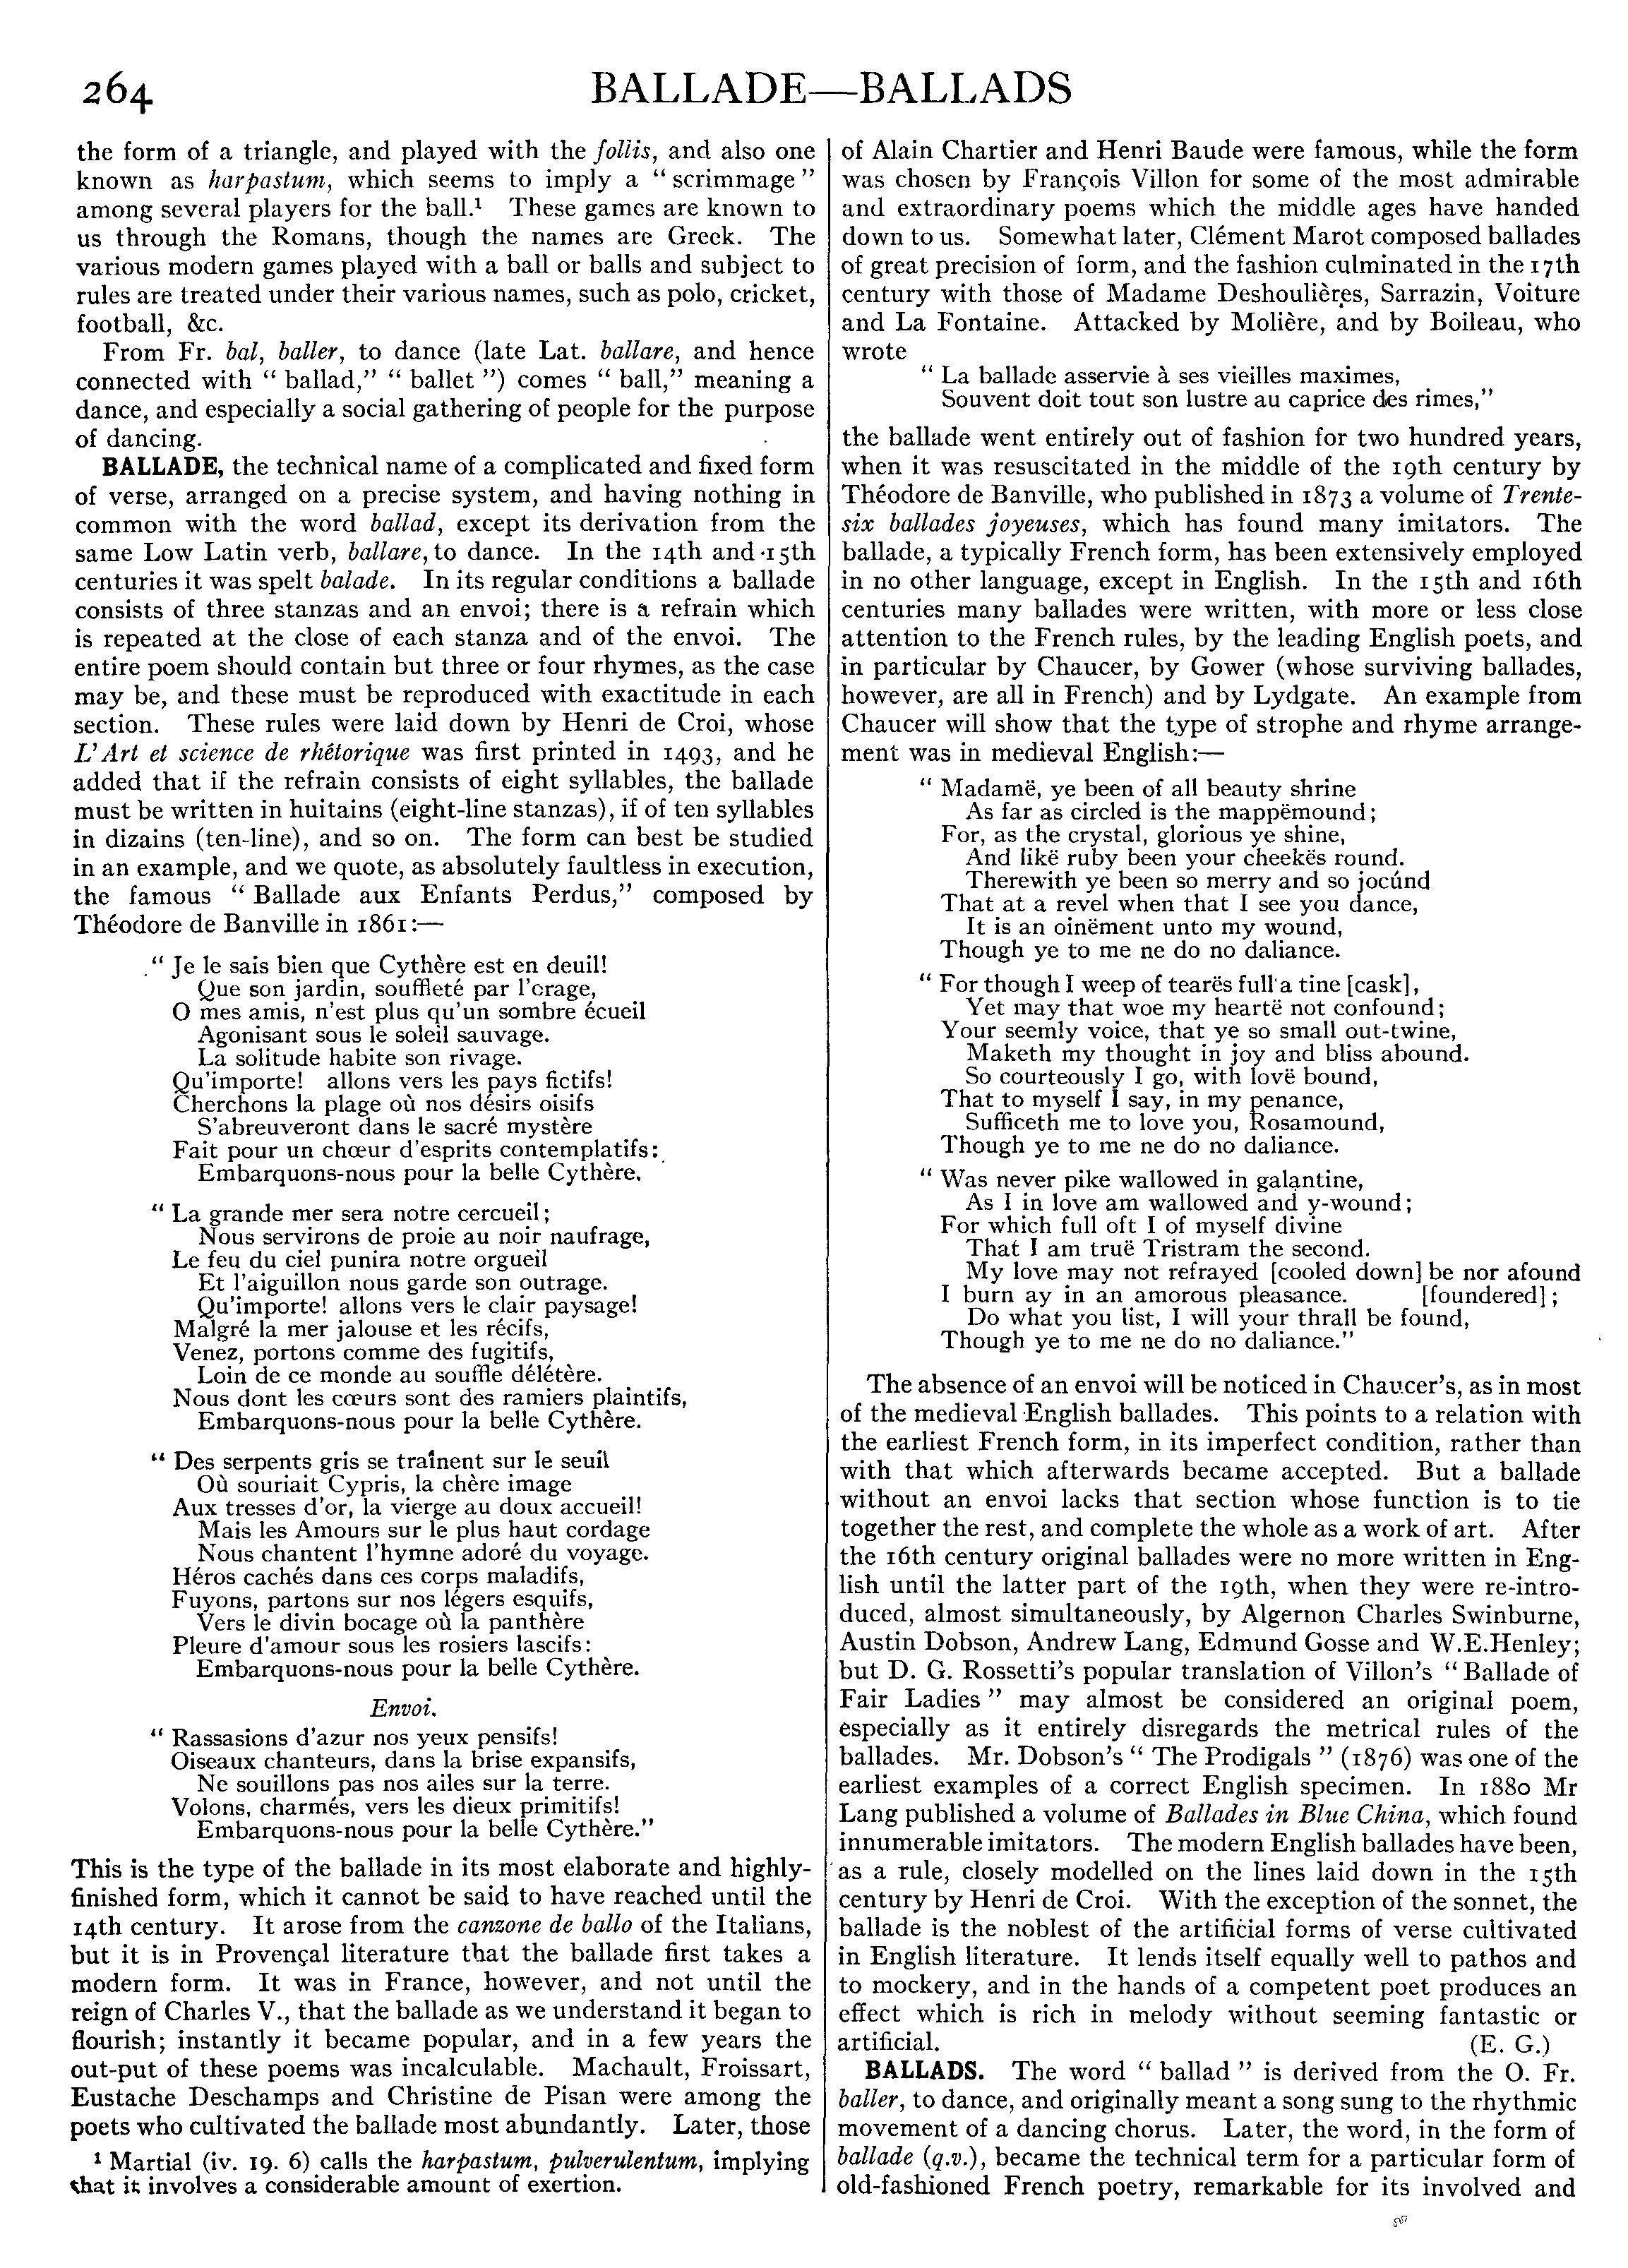 264
BALLADE—BALLADS
the form of a triangle, and played with the follis, and also one
known as harpastum, which seems to imply a “ scrimmage ”
among several players for the ball.¹ These games are known to
us through the Romans, though the names are Greek. The
various modern games played with a ball or balls and subject to
rules are treated under their various names, such as polo, cricket,
football, &c.
From Fr. bal, baller, to dance (late Lat. ballare, and hence
connected with “ ballad,” “ ballet ”) comes “ ball,” meaning a
dance, and especially a social gathering of people for the purpose
of dancing.
BALLADE, the technical name of a complicated and fixed form
of verse, arranged on a precise system, and having nothing in
common with the word ballad, except its derivation from the
same Low Latin verb, ballare, to dance. In the 14th and 15th
centuries it was spelt balade. In its regular conditions a ballade
consists of three stanzas and an envoi; there is a refrain which
is repeated at the close of each stanza and of the envoi. The
entire poem should contain but three or four rhymes, as the case
may be, and these must be reproduced with exactitude in each
section. These rules were laid down by Henri de Croi, whose
L’Art et science de rhétorique was first printed in 1493, and he
added that if the refrain consists of eight syllables, the ballade
must be written in huitains (eight-line stanzas), if of ten syllables
in dizains (ten-line), and so on. The form can best be studied
in an example, and we quote, as absolutely faultless in execution,
the famous “ Ballade aux Enfants Perdus,” composed by
Théodore de Banville in 1861:—
“ Je le sais bien que Cythère est en deuil!
Que son jardin, souffleté par l’orage,
O mes amis, n’est plus qu’un sombre écueil
Agonisant sous le soleil sauvage.
La solitude habite son rivage.
Qu’importe! allons vers les pays fictifs!
Cherchons la plage où nos désirs oisifs
S’abreuveront dans le sacré mystère
Fait pour un chœur d’esprits contemplatifs:
Embarquons-nous pour la belle Cythère.
“ La grande mer sera notre cercueil;
Nous servirons de proie au noir naufrage,
Le feu du ciel punira notre orgueil
Et l’aiguillon nous garde son outrage.
Qu’importe! allons vers le clair paysage!
Malgré la mer jalouse et les récifs,
Venez, portons comme des fugitifs,
Loin de ce monde au souffle délétère.
Nous dont les cœurs sont des ramiers plaintifs,
Embarquons-nous pour la belle Cythère.
“ Des serpents gris se traînent sur le seuil
Où souriait Cypris, la chère image
Aux tresses d’or, la vierge au doux accueil!
Mais les Amours sur le plus haut cordage
Nous chantent l’hymne adoré du voyage.
Héros cachés dans ces corps maladifs,
Fuyons, partons sur nos légers esquifs,
Vers le divin bocage où la panthère
Pleure d’amour sous les rosiers lascifs:
Embarquons-nous pour la belle Cythère.
Envoi.
“ Rassasions d’azur nos yeux pensifs!
Oiseaux chanteurs, dans la brise expansifs,
Ne souillons pas nos ailes sur la terre.
Volons, charmés, vers les dieux primitifs!
Embarquons-nous pour la belle Cythère.”
This is the type of the ballade in its most elaborate and highly-
finished form, which it cannot be said to have reached until the
14th century. It arose from the canzone de ballo of the Italians,
but it is in Provençal literature that the ballade first takes a
modern form. It was in France, however, and not until the
reign of Charles V., that the ballade as we understand it began to
flourish; instantly it became popular, and in a few years the
out-put of these poems was incalculable. Machault, Froissart,
Eustache Deschamps and Christine de Pisan were among the
poets who cultivated the ballade most abundantly. Later, those
¹ Martial (iv. 19. 6) calls the harpastum, pulverulentum, implying
that it involves a considerable amount of exertion.
of Alain Chartier and Henri Baude were famous, while the form
was chosen by François Villon for some of the most admirable
and extraordinary poems which the middle ages have handed
down to us. Somewhat later, Clément Marot composed ballades
of great precision of form, and the fashion culminated in the 17th
century with those of Madame Deshoulières, Sarrazin, Voiture
and La Fontaine. Attacked by Molière, and by Boileau, who
wrote
“ La ballade asservie à ses vieilles maximes,
Souvent doit tout son lustre au caprice des rimes,”
the ballade went entirely out of fashion for two hundred years,
when it was resuscitated in the middle of the 19th century by
Théodore de Banville, who published in 1873 a volume of Trente-
six ballades joyeuses, which has found many imitators. The
ballade, a typically French form, has been extensively employed
in no other language, except in English. In the 15th and 16th
centuries many ballades were written, with more or less close
attention to the French rules, by the leading English poets, and
in particular by Chaucer, by Gower (whose surviving ballades,
however, are all in French) and by Lydgate. An example from
Chaucer will show that the type of strophe and rhyme arrange-
ment was in medieval English:—
“ Madamë, ye been of all beauty shrine
As far as circled is the mappëmound;
For, as the crystal, glorious ye shine,
And likë ruby been your cheekës round.
Therewith ye been so merry and so jocúnd
That at a revel when that I see you dance,
It is an oinëment unto my wound,
Though ye to me ne do no daliance.
“ For though I weep of tearës full a tine [cask],
Yet may that woe my heartë not confound;
Your seemly voice, that ye so small out-twine,
Maketh my thought in joy and bliss abound.
So courteously I go, with lovë bound,
That to myself I say, in my penance,
Sufficeth me to love you, Rosamound,
Though ye to me ne do no daliance.
“ Was never pike wallowed in galantine,
As I in love am wallowed and y-wound;
For which full oft I of myself divine
That I am truë Tristram the second.
My love may not refrayed [cooled down] be nor afound
I burn ay in an amorous pleasance. [foundered];
Do what you list, I will your thrall be found,
Though ye to me ne do no daliance.”
The absence of an envoi will be noticed in Chaucer’s, as in most
of the medieval English ballades. This points to a relation with
the earliest French form, in its imperfect condition, rather than
with that which afterwards became accepted. But a ballade
without an envoi lacks that section whose function is to tie
together the rest, and complete the whole as a work of art. After
the 16th century original ballades were no more written in Eng-
lish until the latter part of the 19th, when they were re-intro-
duced, almost simultaneously, by Algernon Charles Swinburne,
Austin Dobson, Andrew Lang, Edmund Gosse and W.E.Henley;
but D. G. Rossetti’s popular translation of Villon’s “ Ballade of
Fair Ladies ” may almost be considered an original poem,
especially as it entirely disregards the metrical rules of the
ballades. Mr. Dobson’s “ The Prodigals ” (1876) was one of the
earliest examples of a correct English specimen. In 1880 Mr
Lang published a volume of Ballades in Blue China, which found
innumerable imitators. The modern English ballades have been,
as a rule, closely modelled on the lines laid down in the 15th
century by Henri de Croi. With the exception of the sonnet, the
ballade is the noblest of the artificial forms of verse cultivated
in English literature. It lends itself equally well to pathos and
to mockery, and in the hands of a competent poet produces an
effect which is rich in melody without seeming fantastic or
artificial. (E. G.)
BALLADS. The word “ ballad ” is derived from the O. Fr.
baller, to dance, and originally meant a song sung to the rhythmic
movement of a dancing chorus. Later, the word, in the form of
ballade (q.v.), became the technical term for a particular form of
old-fashioned French poetry, remarkable for its involved and